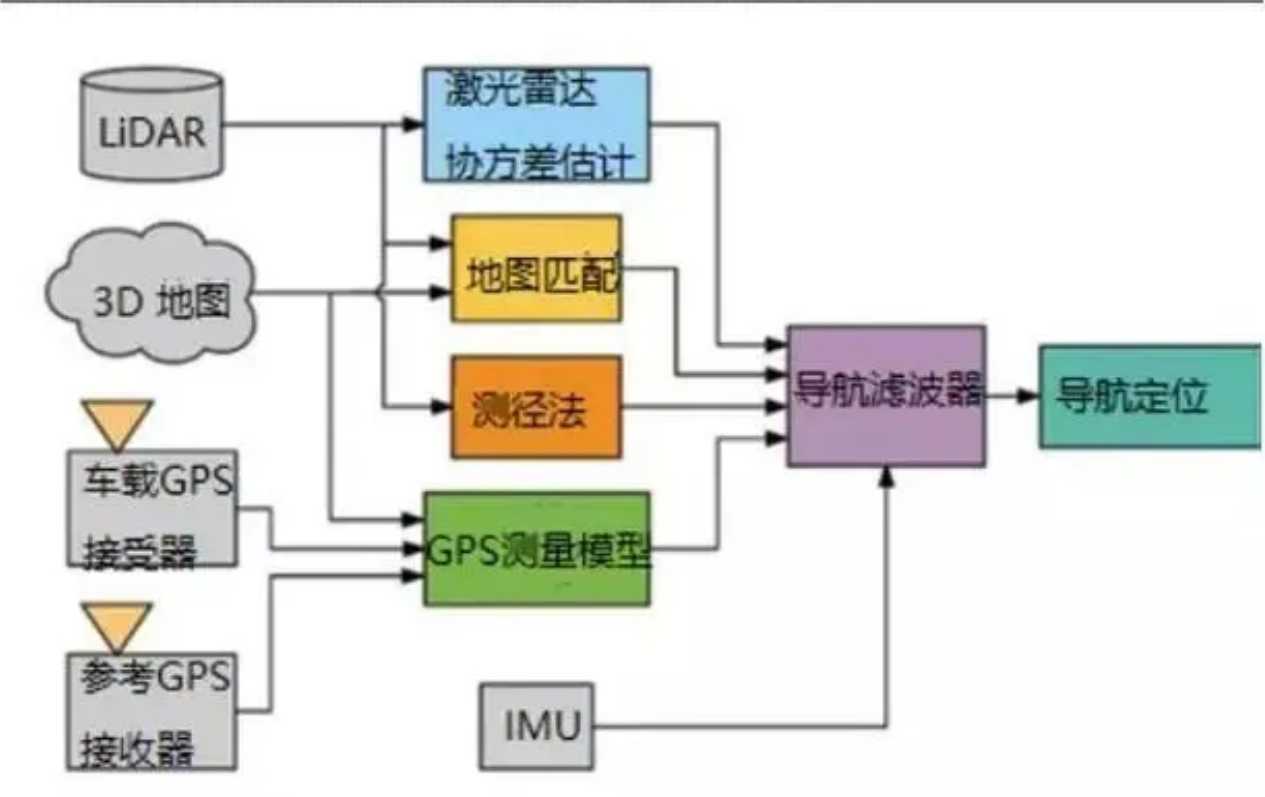 LiDAR
激光雷达
协方差估计
3D 地图
地图匹配
测径法
导航滤波器
导航定位
车载GPS
接受器
GPS测量模型
参考GPS
接收器
IMU